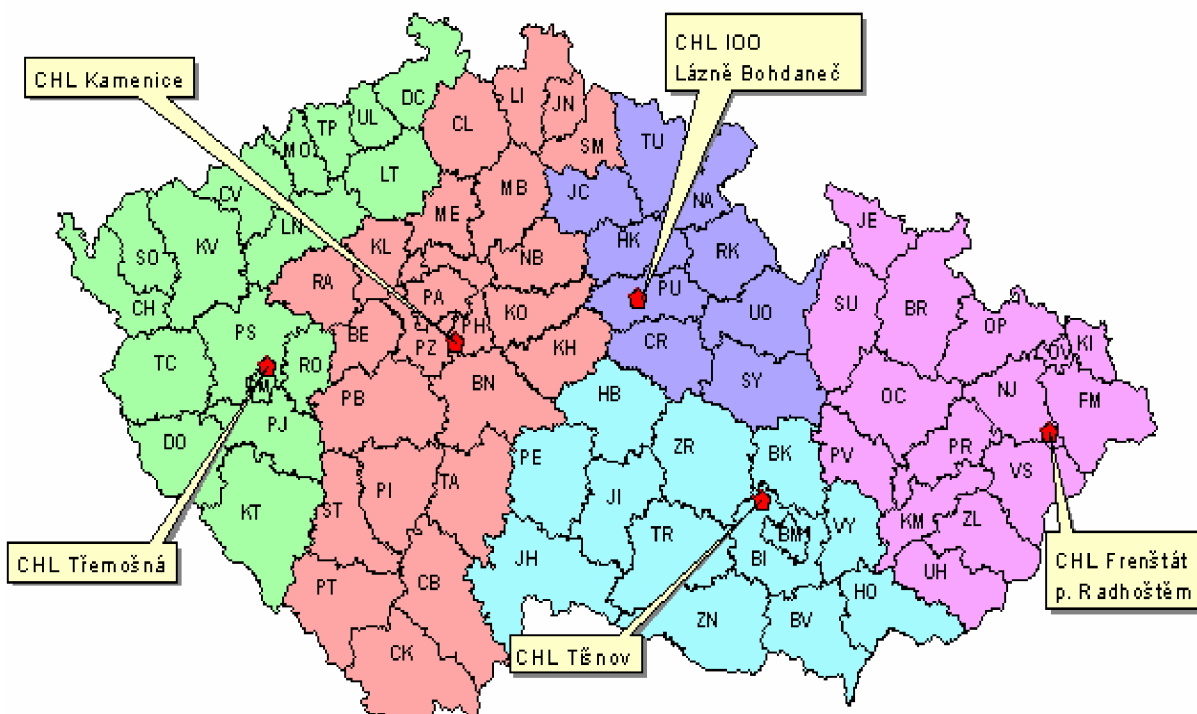 CHL IOO
Lázně Bohdaneč
CHL Kamenice
DC
LI
JN
UL
TP
CL
MO
SM
TU
LT
CV
MB
JC
NA
LN
ME
JE
KV
KL
HK
SO
NB
RK
RA
PA
PU
SU
BR
CH
KO
UO
OP
PS
BE
PH
PZ
KH
CR
OV
KI
TC
RO
PM
PB
BN
SY
OC
NJ
FM
HB
DO
PJ
PE
ZR
BK
PV
PR
VS
KT
ST
PI
TA
JI
KM
ZL
TR
BM
VY
CHL Třemošná
JH
BI
UH
CHL Frenštát
p. Radhoštěm
PT
CB
HO
ZN
BV
CK
CHL Tišnov